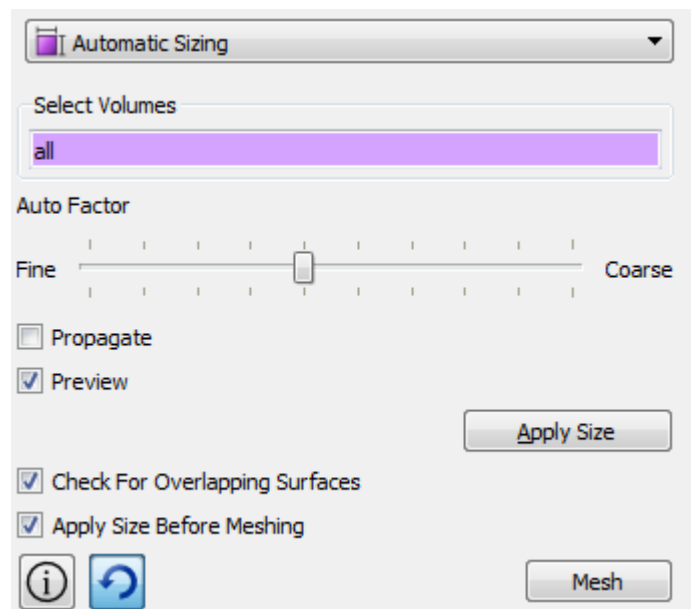 Automatic Sizing
Select Volumes
all
Auto Factor
Fine Coarse
Propagate
Preview
Apply Size
Check For Overlapping Surfaces
Apply Size Before Meshing
Mesh